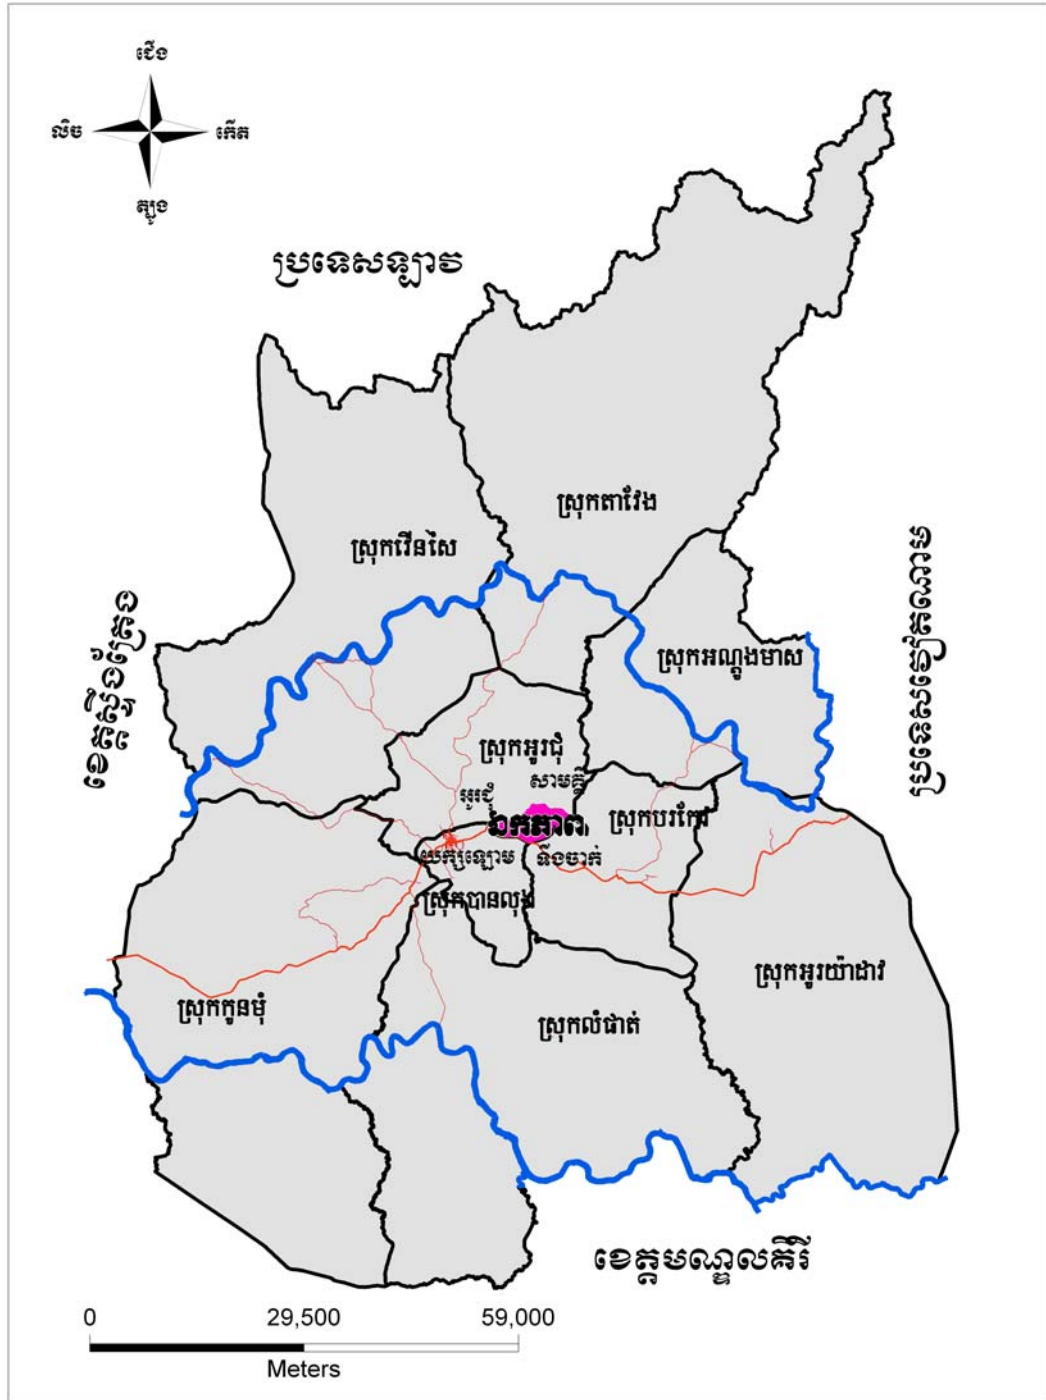 ជើង
លិច
កើត
ត្បូង
ប្រទេសឡាវ
ស្រុកតាវែង
ស្រុកវើនសៃ
ខេត្តស្ទឹងត្រែង
ប្រទេសវៀតណាម
ស្រុកអណ្តូងមាស
ស្រុកអូរជុំ
សាមគ្គី
អូរជុំ
ឯកភាព
ស្រុកបរកែវ
យក្សឡោម
ទីងចាក់
ស្រុកបានលុង
ស្រុកអូរយ៉ាដាវ
ស្រុកកូនមុំ
ស្រុកលំផាត់
ខេត្តមណ្ឌលគិរី
0 29,500 59,000
Meters